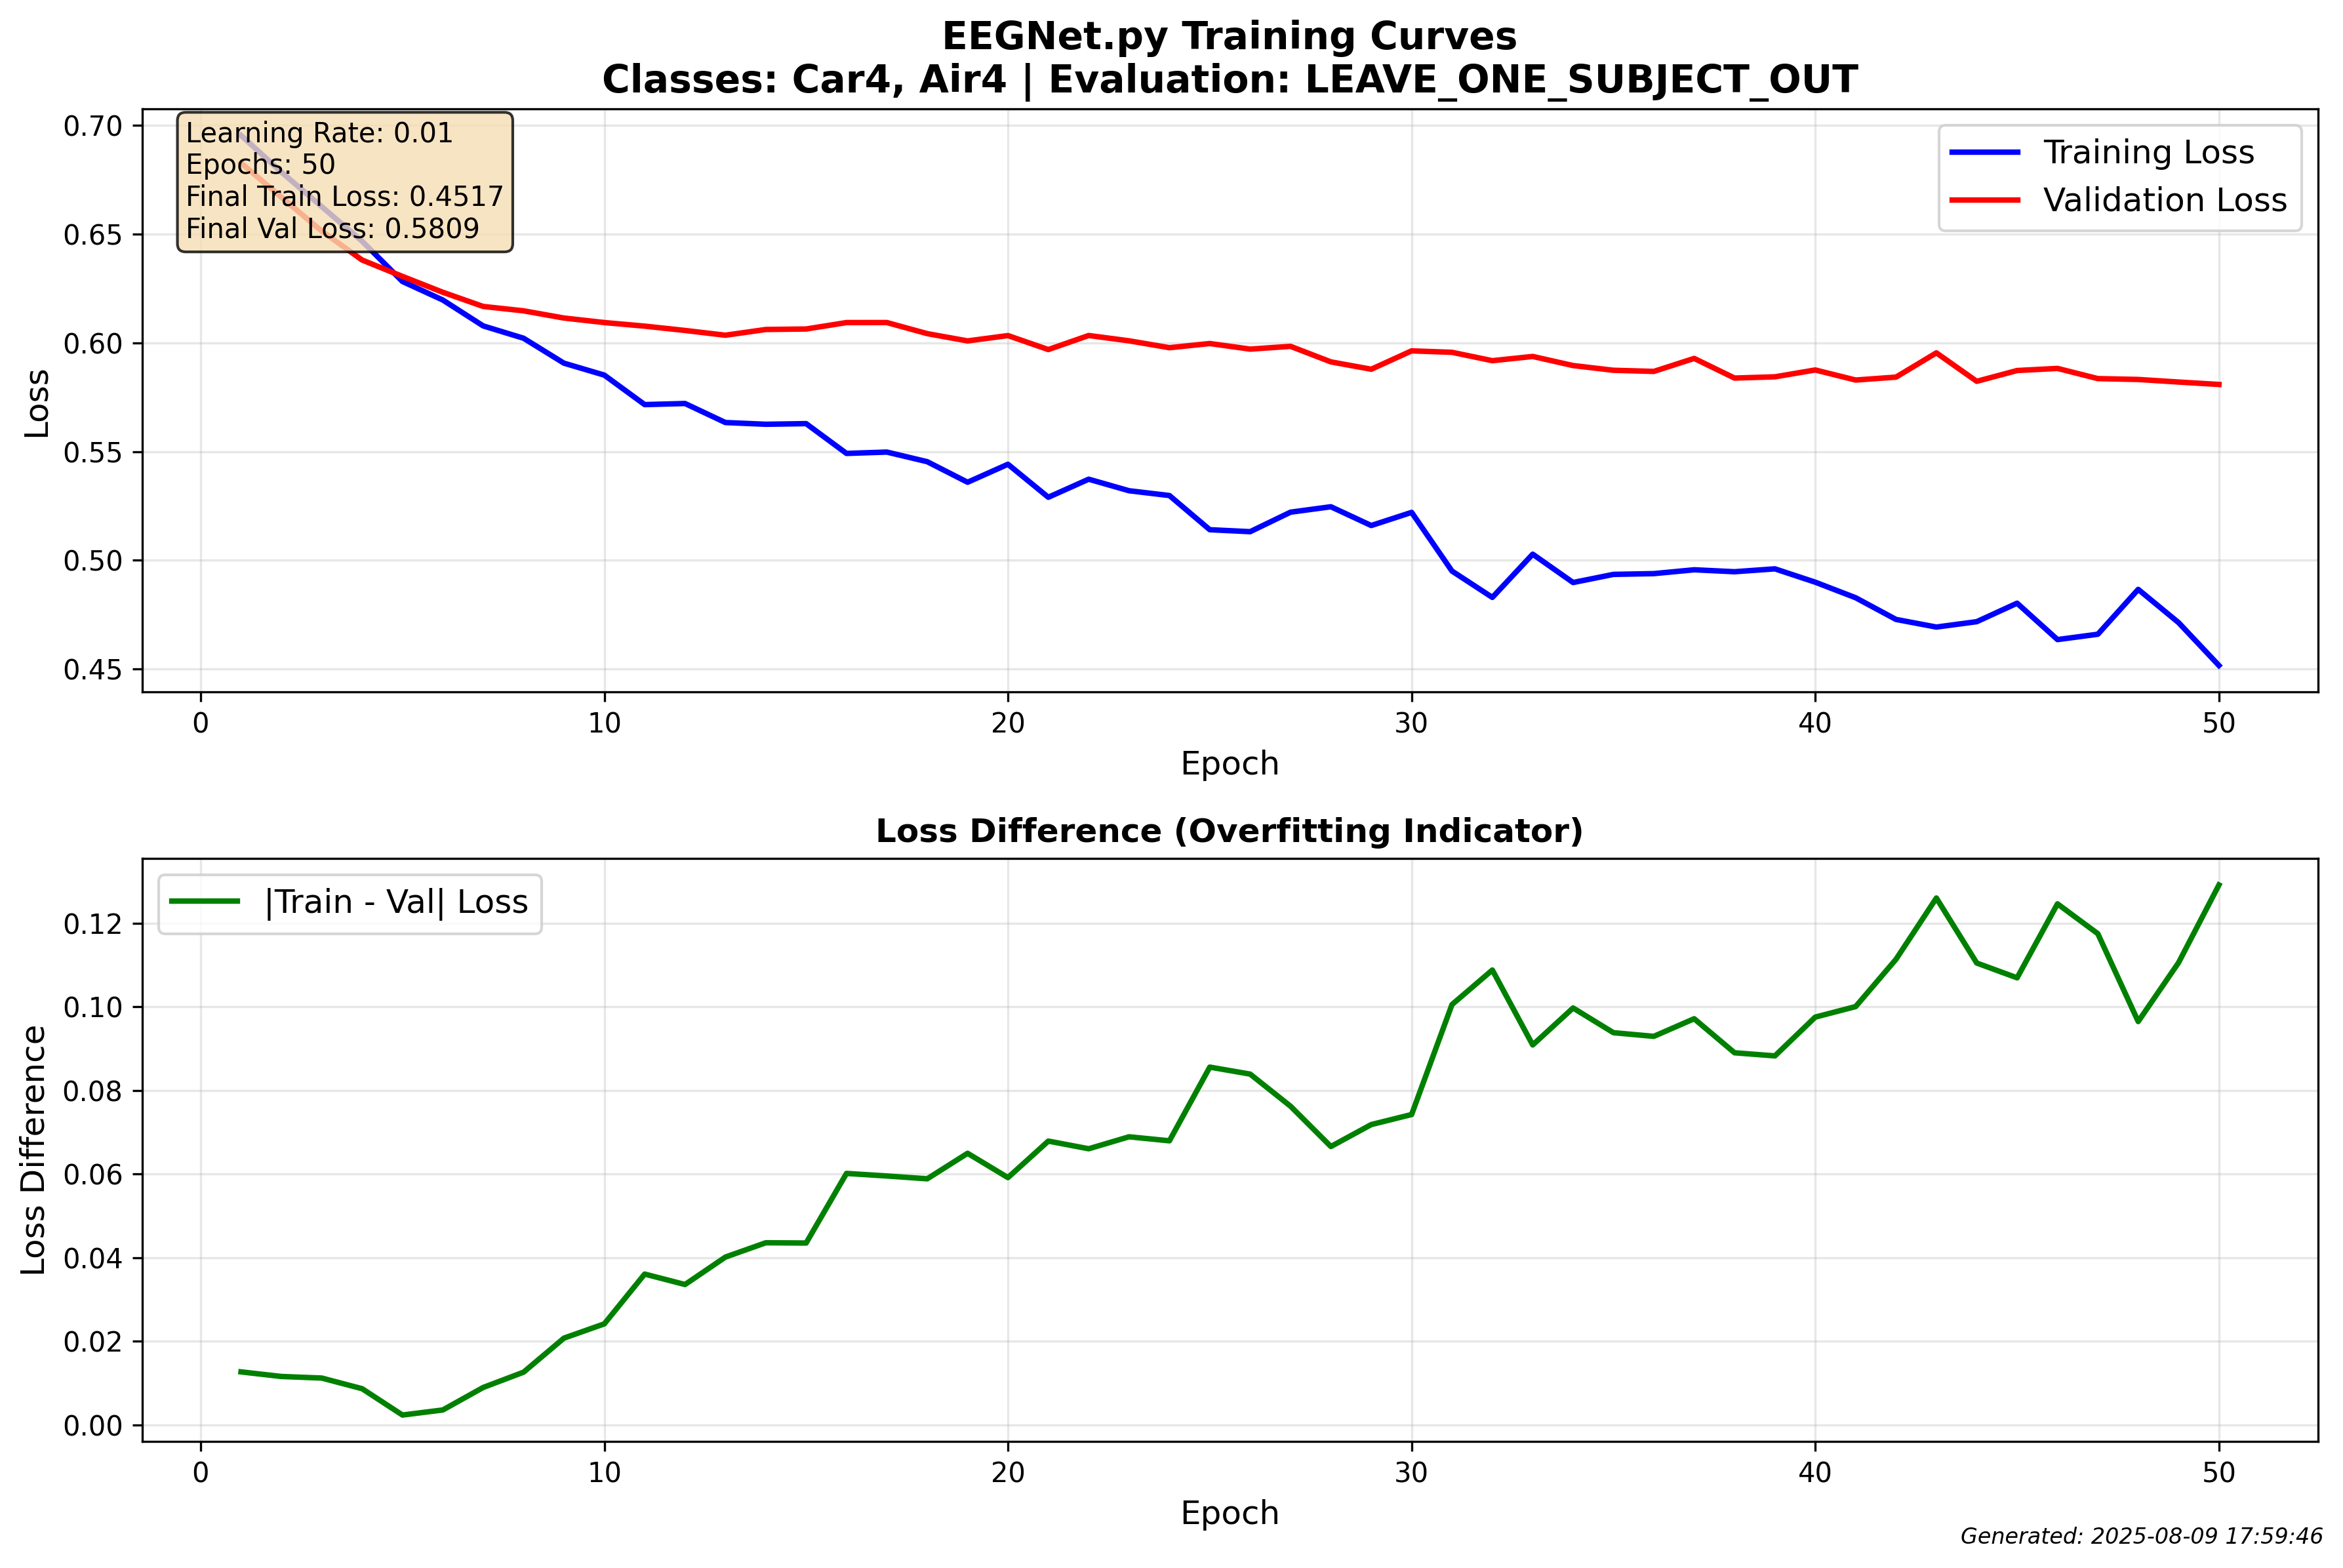 EEGNet.py Training Curves
Classes: Car4, Air4 | Evaluation: LEAVE_ONE_SUBJECT_OUT
Learning Rate: 0.01
Epochs: 50
Final Train Loss: 0.4517
Final Val Loss: 0.5809
Training Loss
Validation Loss
0.70
0.65
0.60
0.55
0.50
0.45
Loss
0 10 20 30 40 50
Epoch
Loss Difference (Overfitting Indicator)
|Train - Val| Loss
0.12
0.10
0.08
0.06
0.04
0.02
0.00
Loss Difference
0 10 20 30 40 50
Epoch
Generated: 2025-08-09 17:59:46